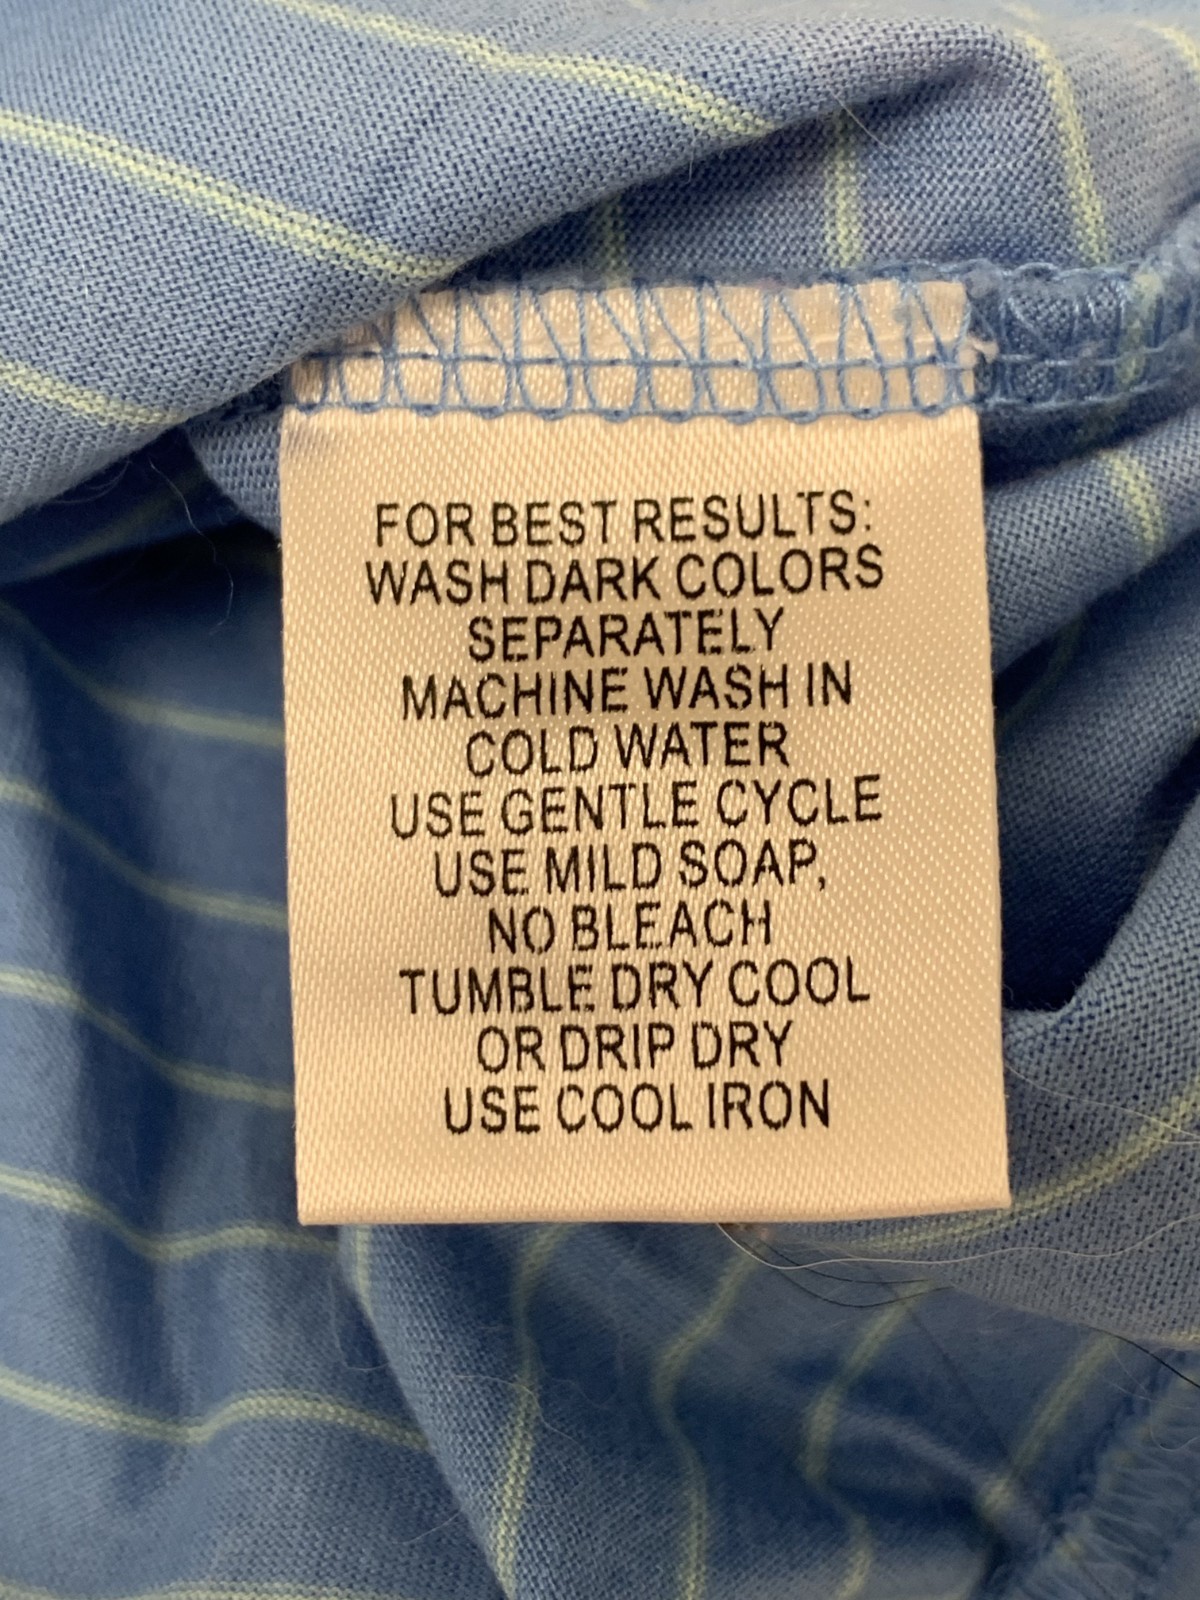 FOR BEST RESULTS:
WASH DARK COLORS
SEPARATELY
MACHINE WASH IN
COLD WATER
USE GENTLE CYCLE
USE MILD SOAP,
NO BLEACH
TUMBLE DRY COOL
OR DRIP DRY
USE COOL IRON